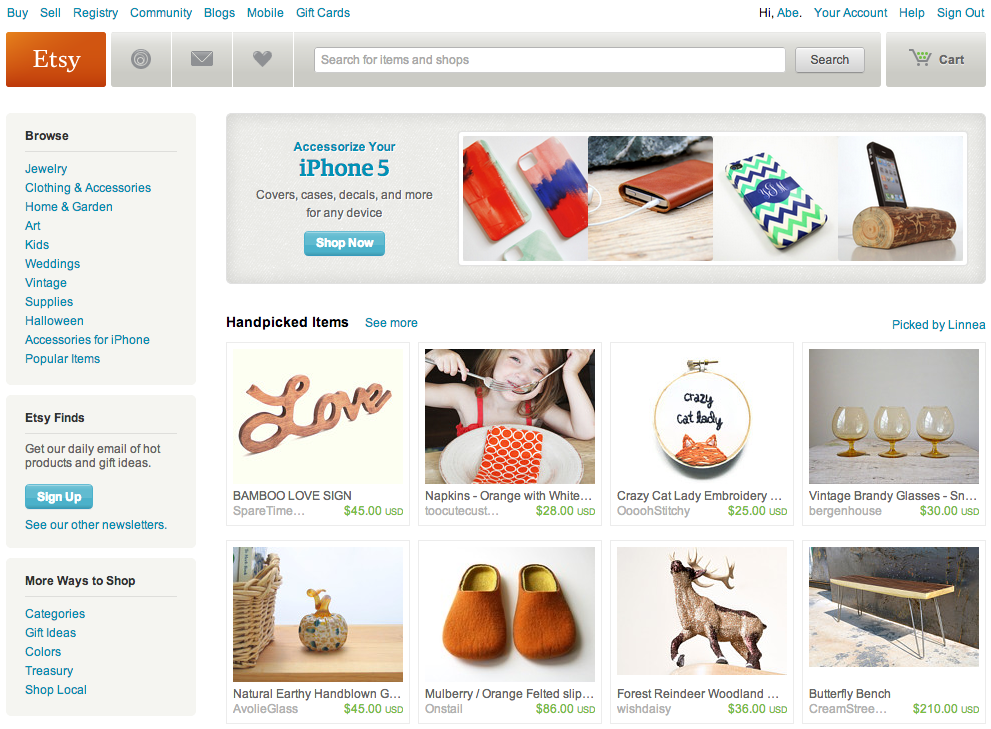 Buy Sell Registry Community Blogs Mobile Gift Cards
Hi, Abe. Your Account Help Sign Out
Etsy
Search for items and shops
Search
Cart
Browse
Jewelry
Clothing & Accessories
Home & Garden
Art
Kids
Weddings
Vintage
Supplies
Halloween
Accessories for iPhone
Popular Items
Etsy Finds
Get our daily email of hot
products and gift ideas.
Sign Up
See our other newsletters.
More Ways to Shop
Categories
Gift Ideas
Colors
Treasury
Shop Local
Accessorize Your
iPhone 5
Covers, cases, decals, and more
for any device
Shop Now
Handpicked Items See more
Picked by Linnea
Love
BAMBOO LOVE SIGN
SpareTime... $45.00 USD
Napkins - Orange with White...
toocutecust... $28.00 USD
crazy
cat lady
Crazy Cat Lady Embroidery ...
OooohStitchy $25.00 USD
Vintage Brandy Glasses - Sn...
bergenhouse $30.00 USD
Natural Earthy Handblown G...
AvolieGlass $45.00 USD
Mulberry / Orange Felted slip...
Onstail $86.00 USD
Forest Reindeer Woodland ...
wishdaisy $36.00 USD
Butterfly Bench
CreamStree... $210.00 USD